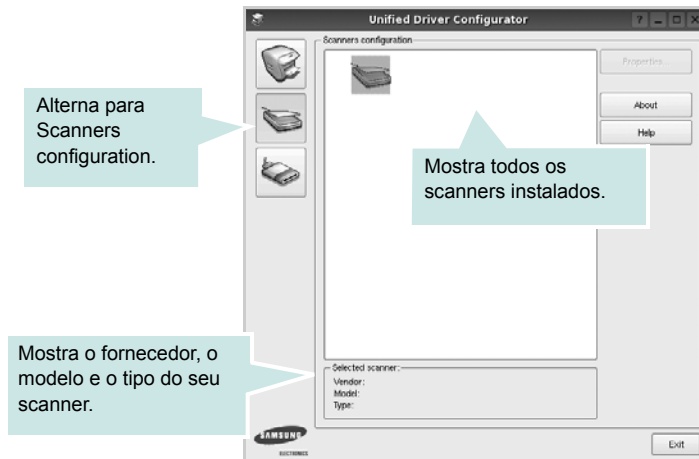 Unified Driver Configurator
Scanners configuration
Properties...
About
Help
Alterna para
Scanners
configuration.
Mostra todos os
scanners instalados.
Mostra o fornecedor, o
modelo e o tipo do seu
scanner.
Selected scanner:
Vendor:
Model:
Type:
SAMSUNG
ELECTRONICS
Exit